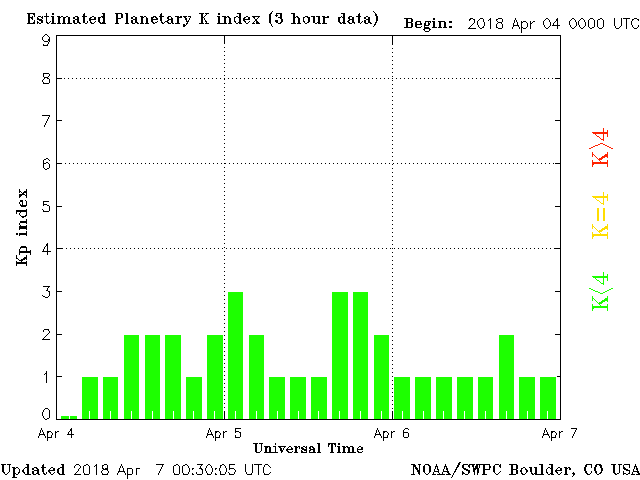 Estimated Planetary K index (3 hour data)
Begin: 2018 Apr 04 0000 UTC
9
8
7
6
5
4
3
2
1
0
Kp index
Apr 4
Apr 5
Apr 6
Apr 7
Universal Time
K>4
K=4
K<4
Updated 2018 Apr 7 00:30:05 UTC
NOAA/SWPC Boulder, CO USA